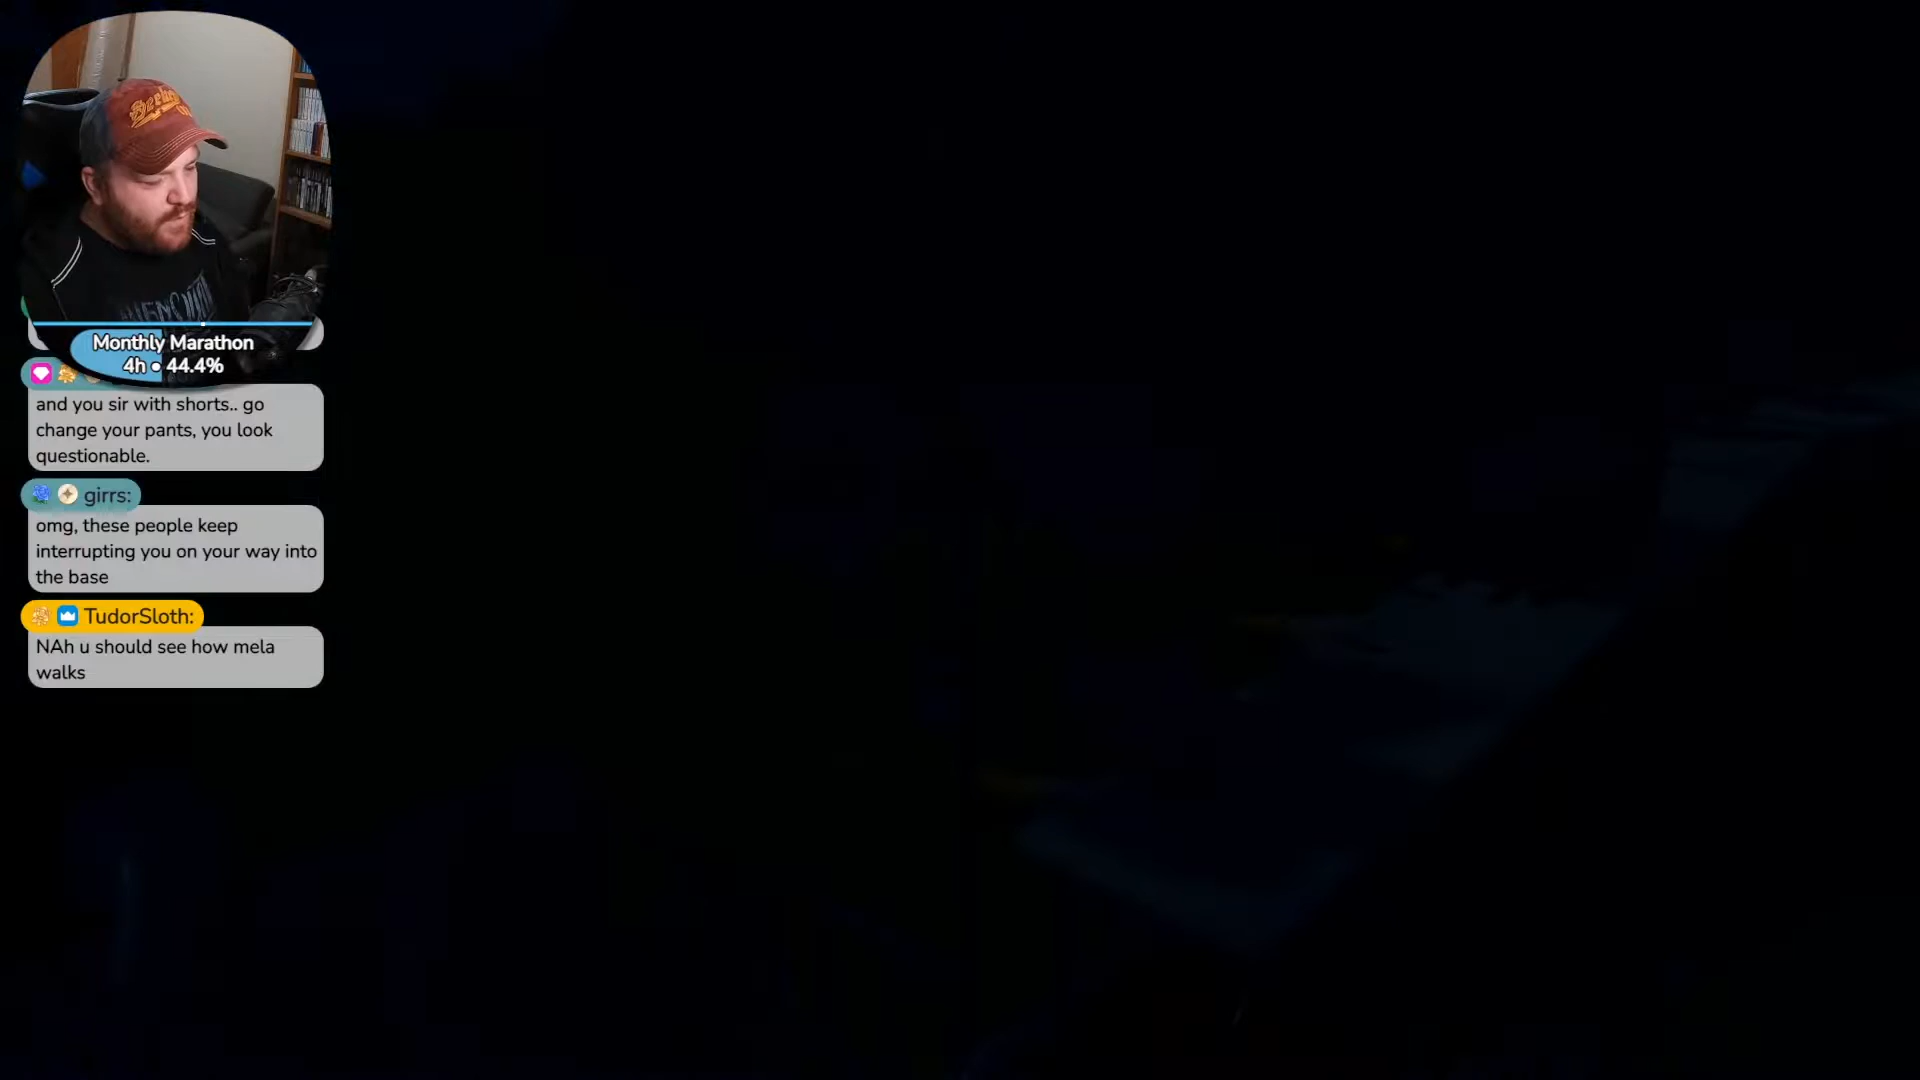 Monthly Marathon
4h • 44.4%
and you sir with shorts.. go
change your pants, you look
questionable.
girrs:
omg, these people keep
interrupting you on your way into
the base
TudorSloth:
NAh u should see how mela
walks